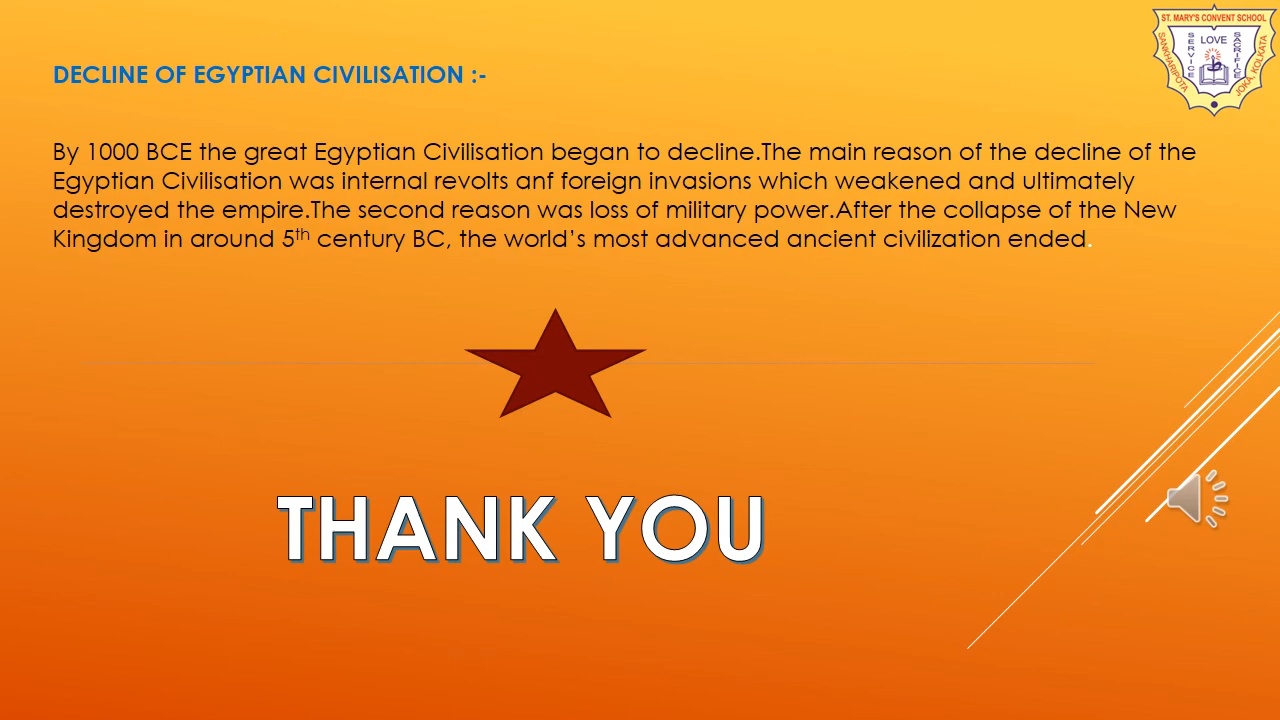 ST. MARY'S CONVENT SCHOOL
SANKHARIPOTA
SERVICE
LOVE
SACRIFICE
JOKA, KOLKATA
DECLINE OF EGYPTIAN CIVILISATION :-
By 1000 BCE the great Egyptian Civilisation began to decline.The main reason of the decline of the
Egyptian Civilisation was internal revolts anf foreign invasions which weakened and ultimately
destroyed the empire.The second reason was loss of military power.After the collapse of the New
Kingdom in around 5th century BC, the world’s most advanced ancient civilization ended.
THANK YOU